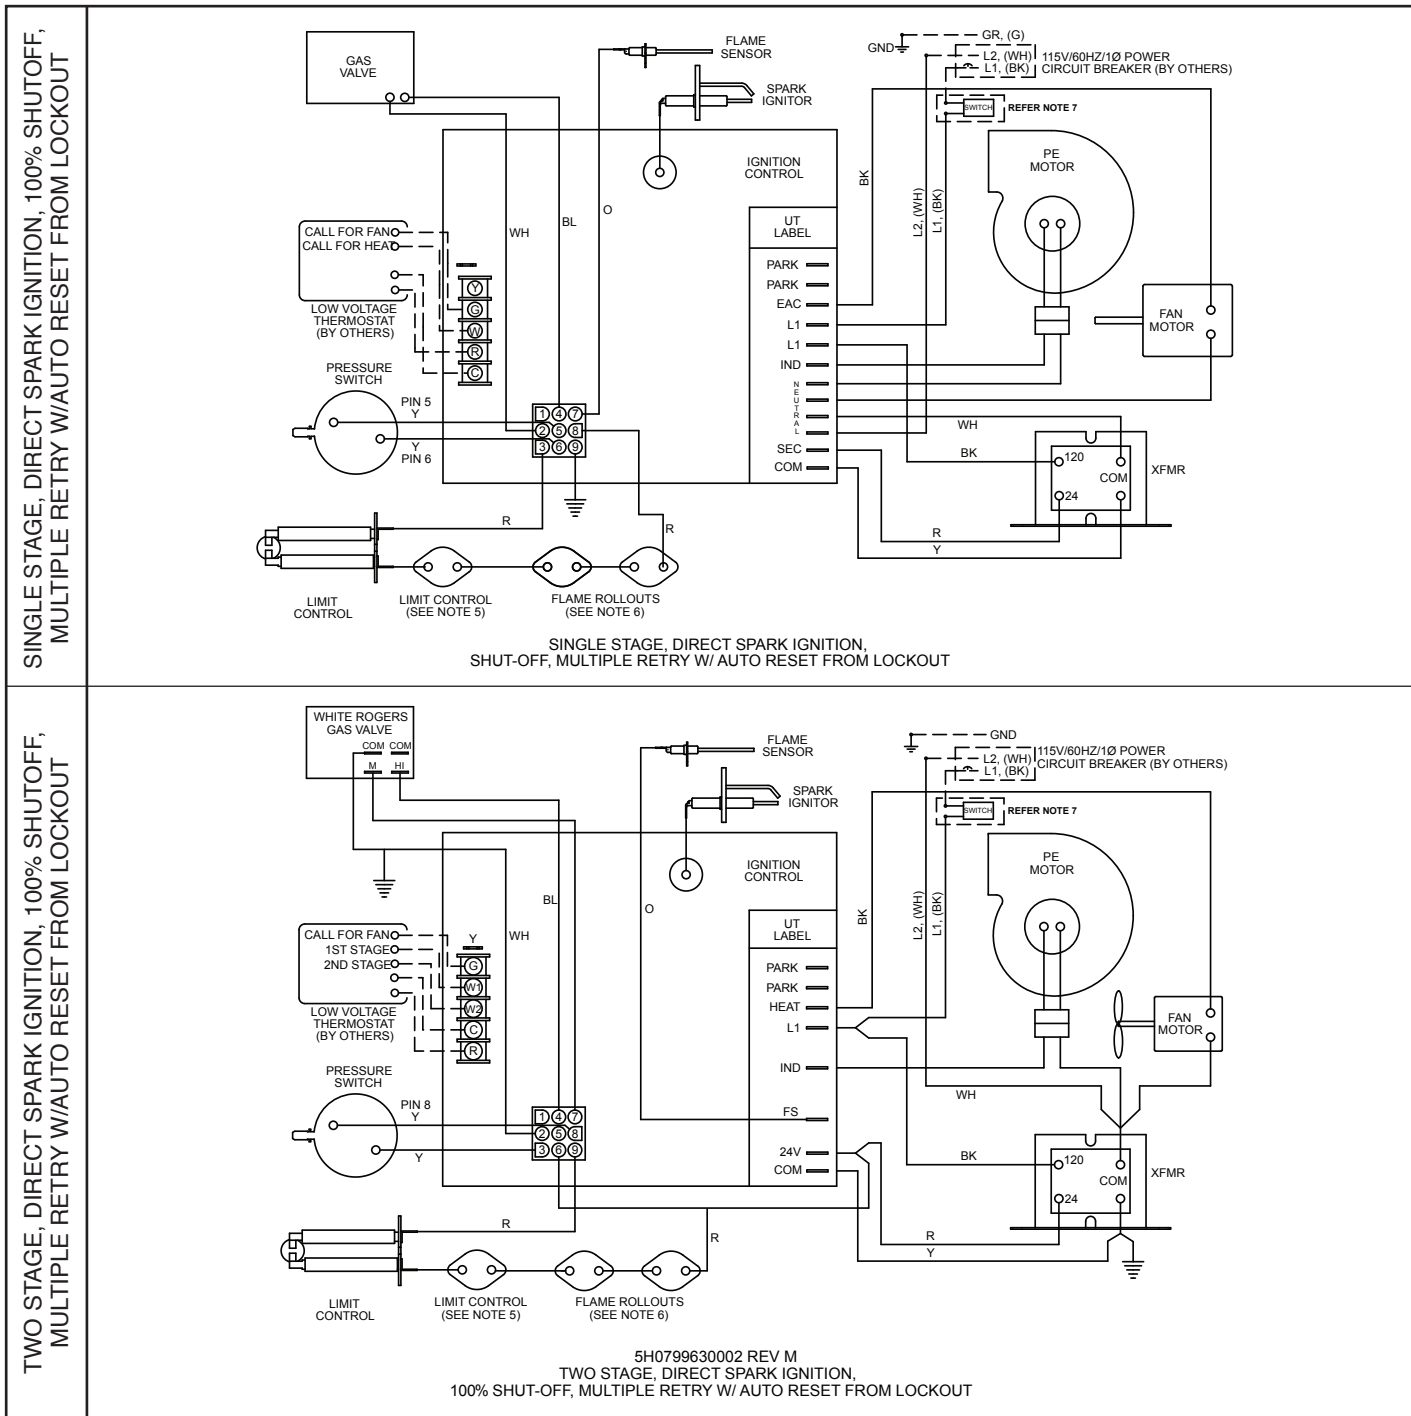 SINGLE STAGE, DIRECT SPARK IGNITION, 100% SHUTOFF,
MULTIPLE RETRY W/AUTO RESET FROM LOCKOUT
GAS
VALVE
FLAME
SENSOR
SPARK
IGNITOR
GND
GR, (G)
L2, (WH)
L1, (BK)
115V/60HZ/1Ø POWER
CIRCUIT BREAKER (BY OTHERS)
SWITCH
REFER NOTE 7
IGNITION
CONTROL
PE
MOTOR
BK
L2, (WH)
L1, (BK)
O
BL
WH
UT
LABEL
CALL FOR FAN
CALL FOR HEAT
LOW VOLTAGE
THERMOSTAT
(BY OTHERS)
Y
G
W
R
C
PARK
PARK
EAC
L1
L1
IND
NEUTRAL
SEC
COM
FAN
MOTOR
PRESSURE
SWITCH
PIN 5
Y
Y
PIN 6
1 4 7
2 5 8
3 6 9
WH
BK
120
COM
24
XFMR
R
Y
R
R
LIMIT
CONTROL
LIMIT CONTROL
(SEE NOTE 5)
FLAME ROLLOUTS
(SEE NOTE 6)
SINGLE STAGE, DIRECT SPARK IGNITION,
SHUT-OFF, MULTIPLE RETRY W/ AUTO RESET FROM LOCKOUT
TWO STAGE, DIRECT SPARK IGNITION, 100% SHUTOFF,
MULTIPLE RETRY W/AUTO RESET FROM LOCKOUT
WHITE ROGERS
GAS VALVE
COM COM
M HI
FLAME
SENSOR
SPARK
IGNITOR
GND
L2, (WH)
L1, (BK)
115V/60HZ/1Ø POWER
CIRCUIT BREAKER (BY OTHERS)
SWITCH
REFER NOTE 7
IGNITION
CONTROL
PE
MOTOR
BK
L2, (WH)
L1, (BK)
BL
O
WH
UT
LABEL
CALL FOR FAN
1ST STAGE
2ND STAGE
LOW VOLTAGE
THERMOSTAT
(BY OTHERS)
Y
G
W1
W2
C
R
PARK
PARK
HEAT
L1
IND
FS
24V
COM
FAN
MOTOR
PRESSURE
SWITCH
PIN 8
Y
Y
1 4 7
2 5 8
3 6 9
WH
BK
120
COM
24
XFMR
R
Y
R
R
LIMIT
CONTROL
LIMIT CONTROL
(SEE NOTE 5)
FLAME ROLLOUTS
(SEE NOTE 6)
5H0799630002 REV M
TWO STAGE, DIRECT SPARK IGNITION,
100% SHUT-OFF, MULTIPLE RETRY W/ AUTO RESET FROM LOCKOUT